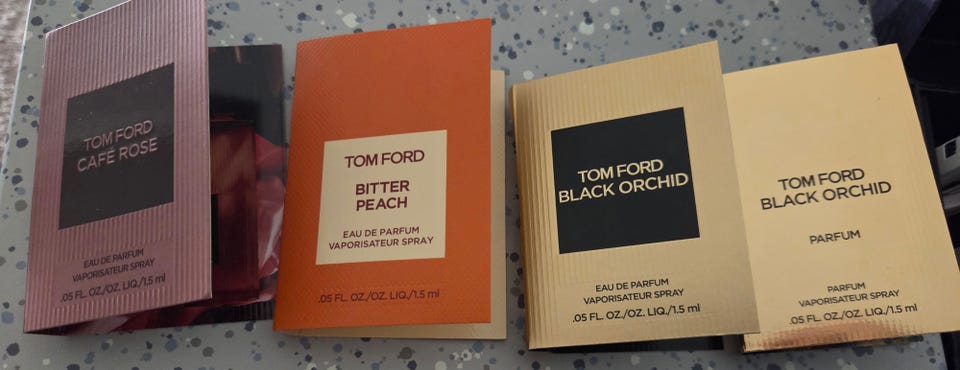 TOM FORD
CAFÉ ROSE
EAU DE PARFUM
VAPORISATEUR SPRAY
.05 FL. OZ./OZ. LIQ./1.5 ml
TOM FORD
BITTER
PEACH
EAU DE PARFUM
VAPORISATEUR SPRAY
.05 FL. OZ./OZ. LIQ./1.5 ml
TOM FORD
BLACK ORCHID
EAU DE PARFUM
VAPORISATEUR SPRAY
.05 FL. OZ./OZ. LIQ./1.5 ml
TOM FORD
BLACK ORCHID
PARFUM
PARFUM
VAPORISATEUR SPRAY
.05 FL. OZ./OZ. LIQ./1.5 ml